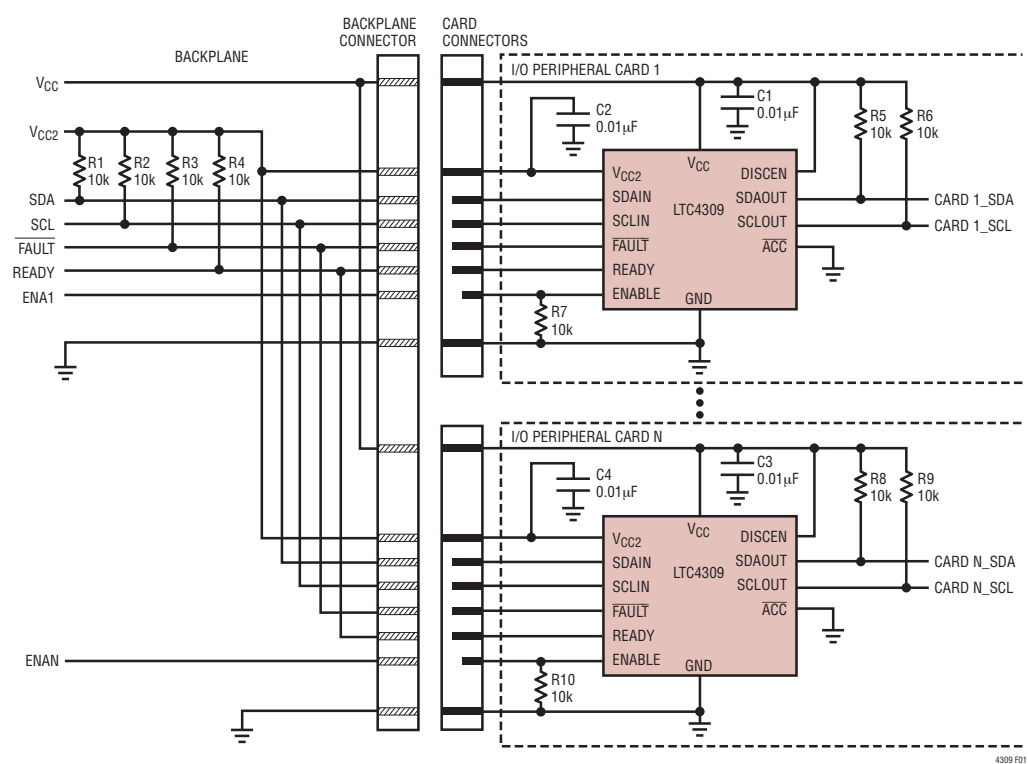 BACKPLANE
CONNECTOR
CARD
CONNECTORS
BACKPLANE
VCC
VCC2
R1
10k
R2
10k
R3
10k
R4
10k
SDA
SCL
FAULT
READY
ENA1
ENAN
I/O PERIPHERAL CARD 1
C2
0.01μF
C1
0.01μF
R5
10k
R6
10k
VCC
VCC2
DISCEN
SDAIN
SDAOUT
LTC4309
SCLIN
SCLOUT
FAULT
ACC
READY
ENABLE
GND
CARD 1_SDA
CARD 1_SCL
R7
10k
I/O PERIPHERAL CARD N
C4
0.01μF
C3
0.01μF
R8
10k
R9
10k
VCC
VCC2
DISCEN
SDAIN
SDAOUT
LTC4309
SCLIN
SCLOUT
FAULT
ACC
READY
ENABLE
GND
CARD N_SDA
CARD N_SCL
R10
10k
4309 F01